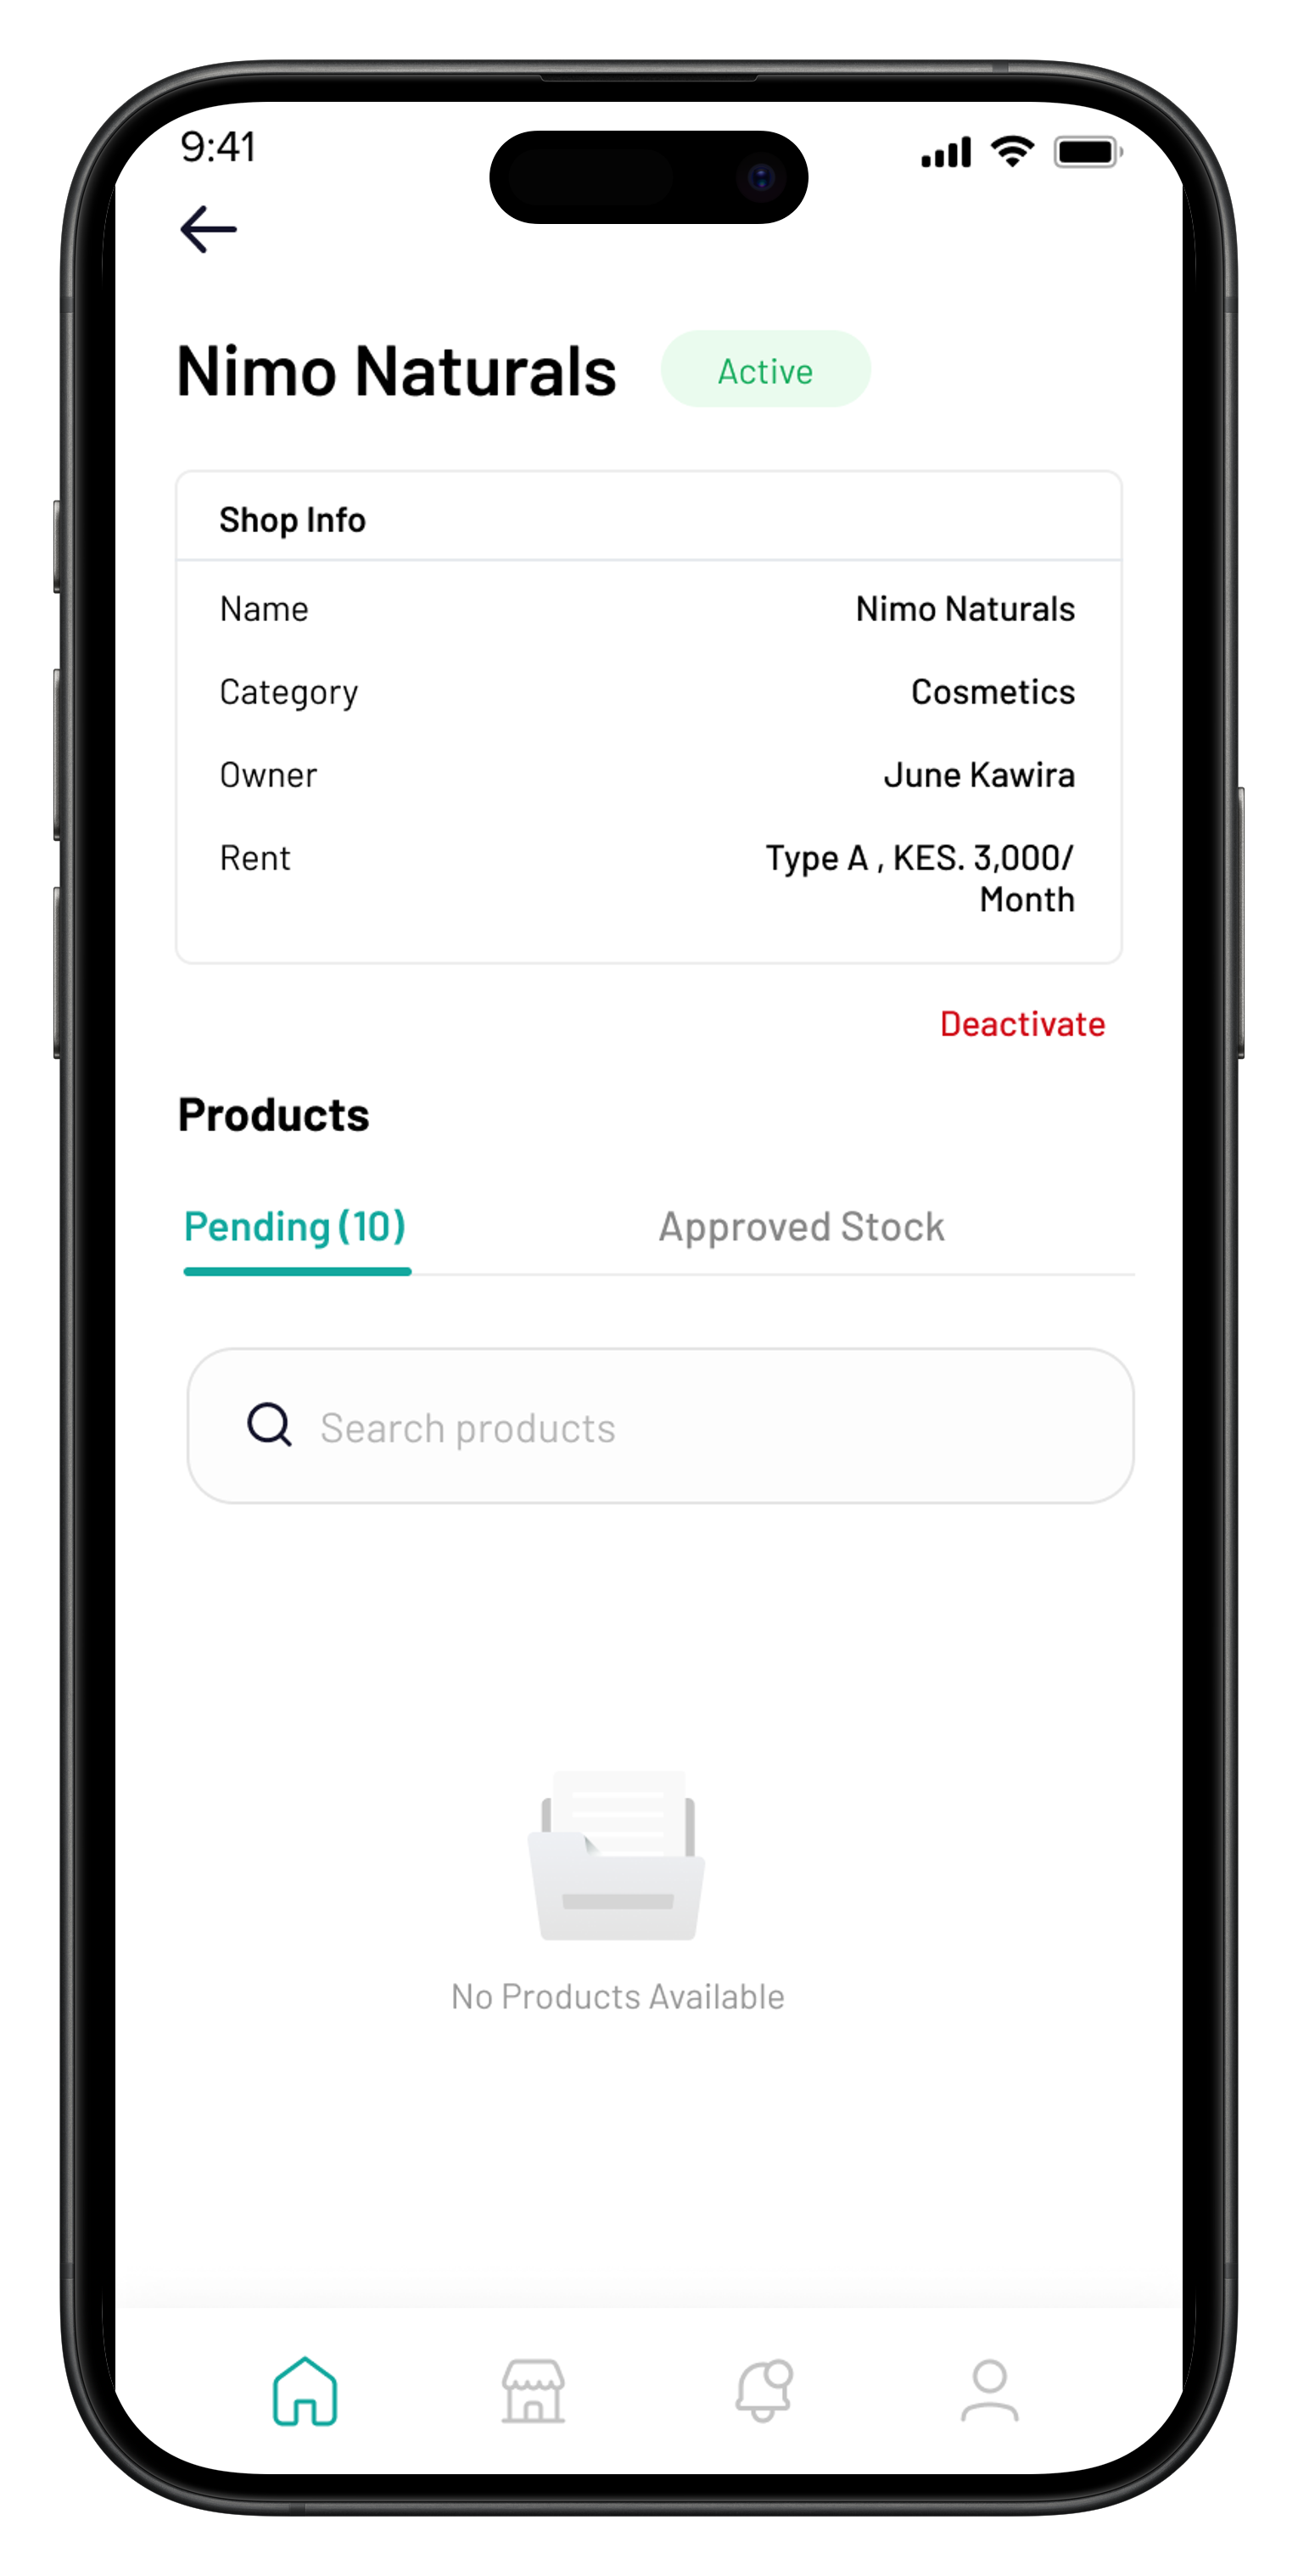 9:41
Nimo Naturals
Active
Shop Info
Name
Nimo Naturals
Category
Cosmetics
Owner
June Kawira
Rent
Type A , KES. 3,000/
Month
Deactivate
Products
Pending (10)
Approved Stock
Search products
No Products Available